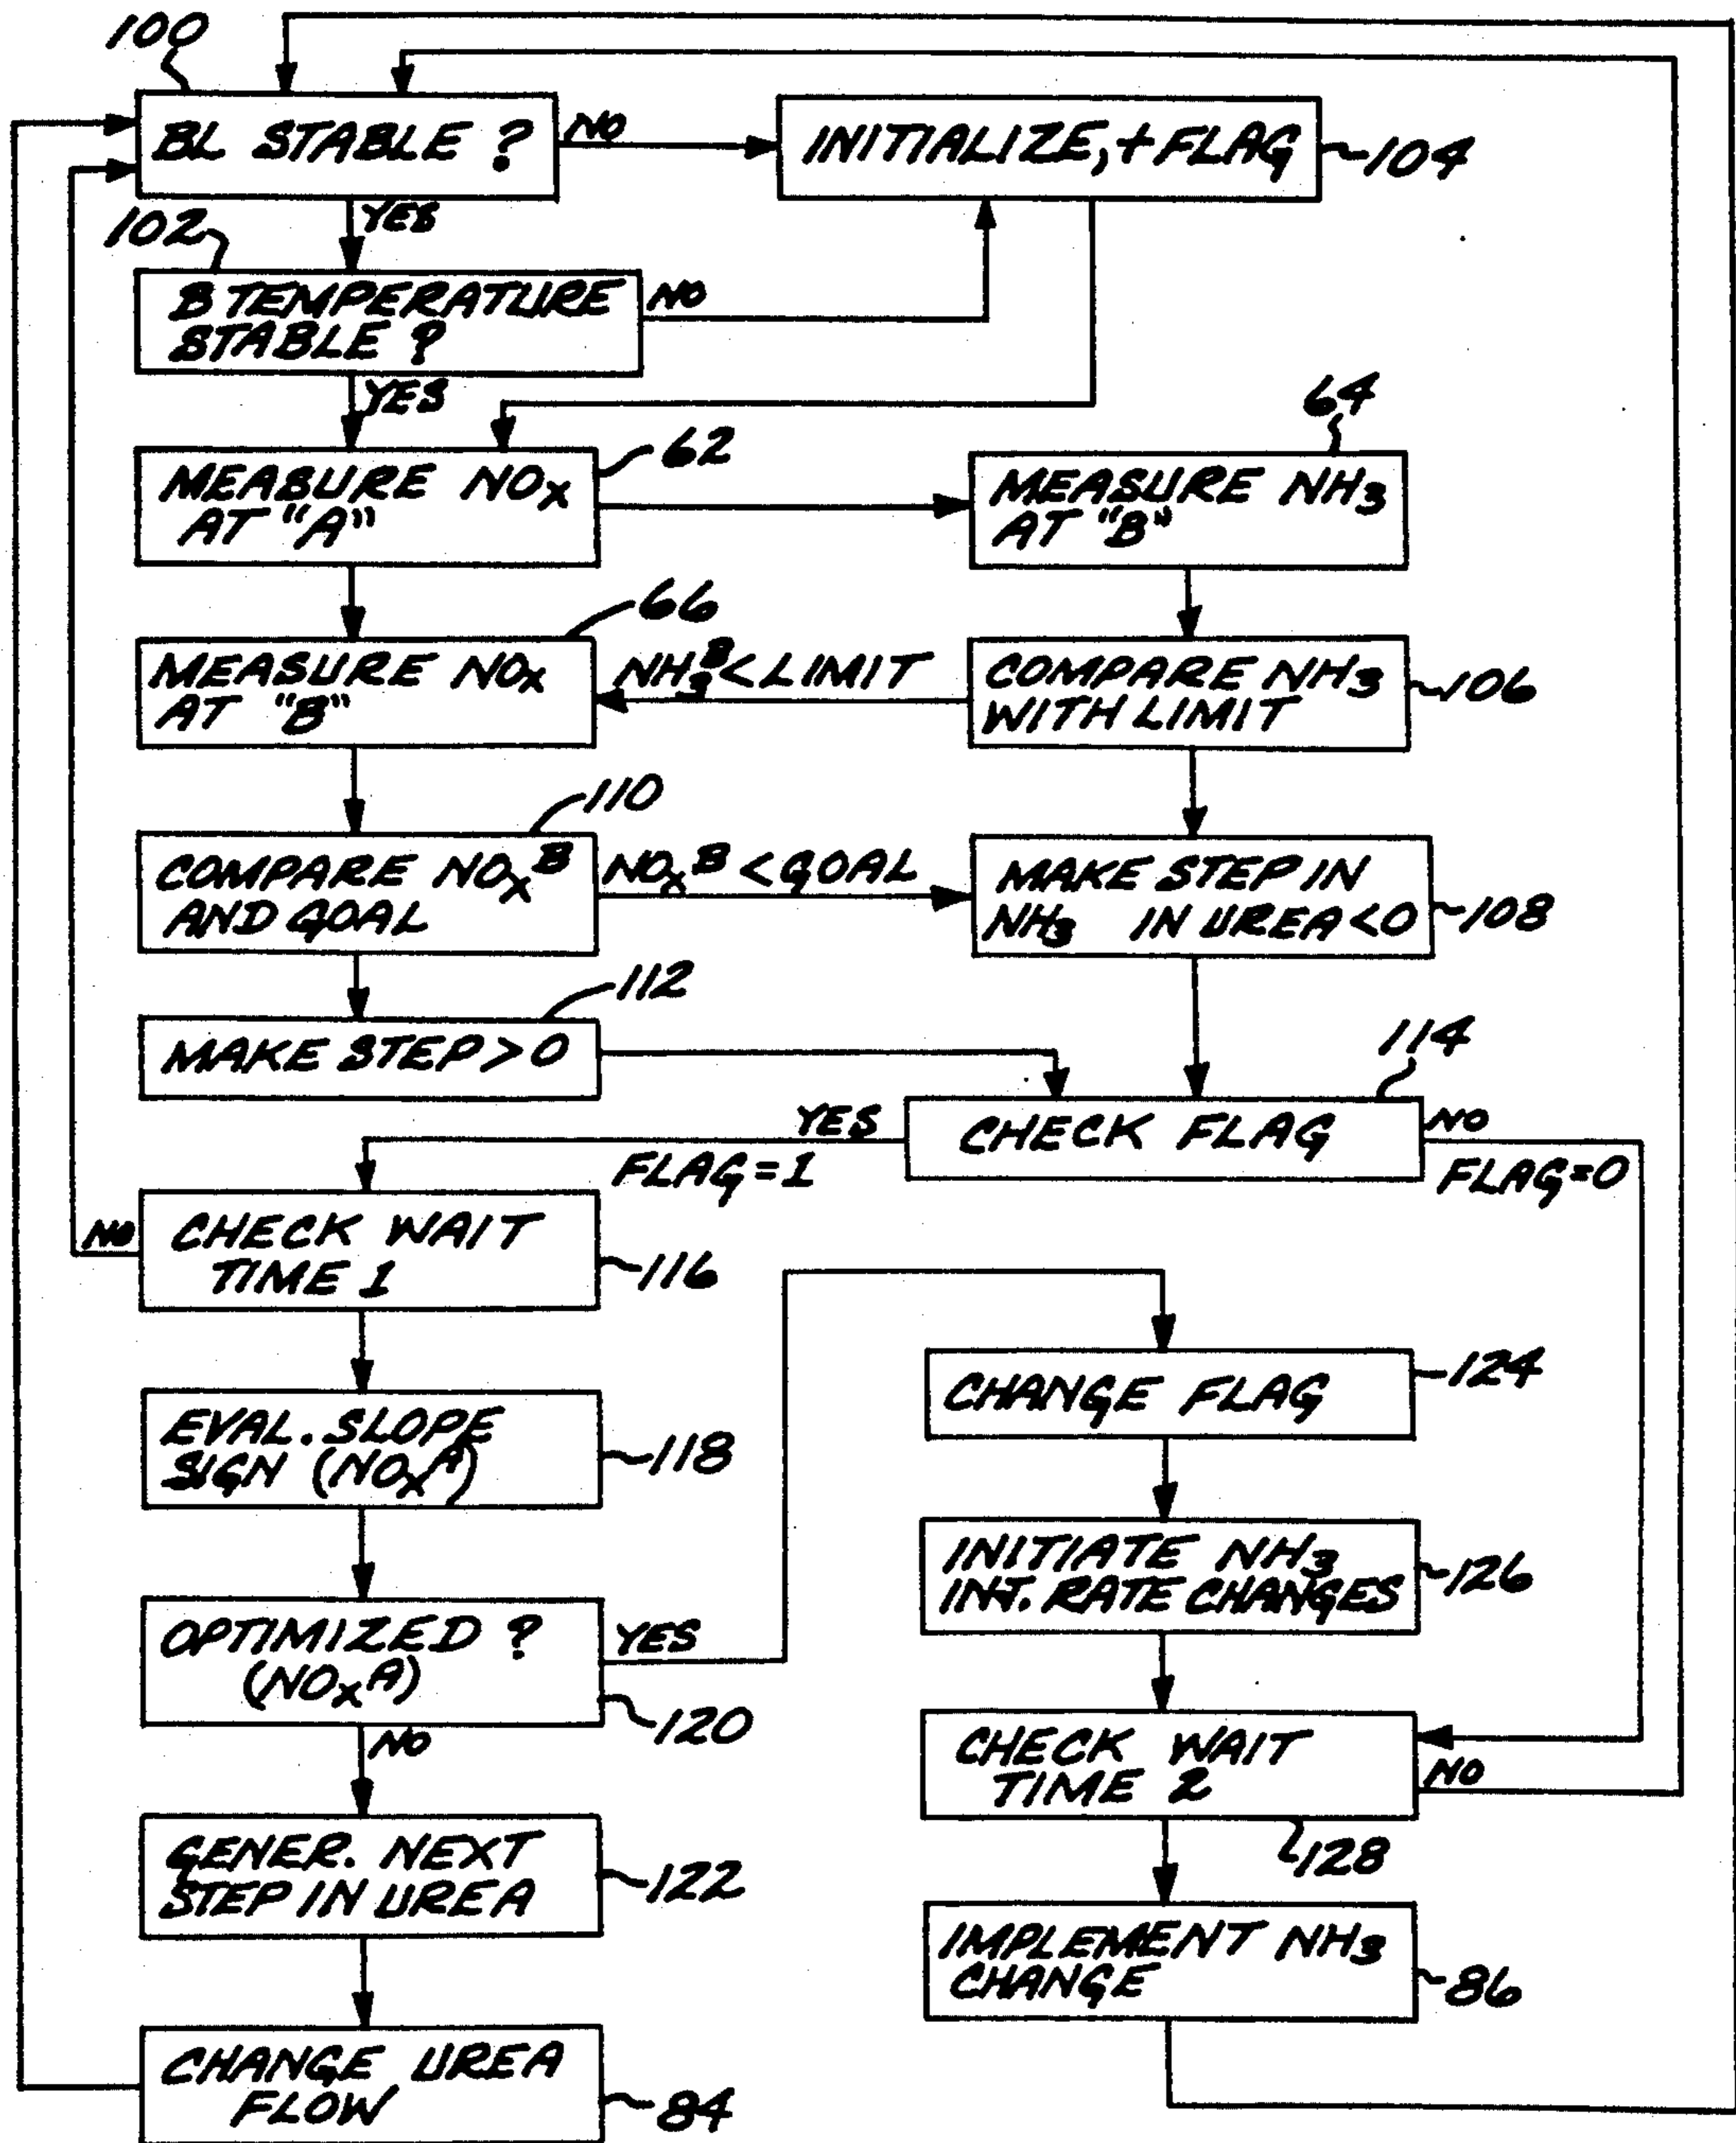 100
BL STABLE ?
NO
INITIALIZE,+FLAG
104
YES
102
B TEMPERATURE
STABLE ?
NO
YES
62
64
MEASURE NOx
AT "A"
MEASURE NH3
AT "B"
66
MEASURE NOx
AT "B"
NH3B<LIMIT
COMPARE NH3
WITH LIMIT
106
110
COMPARE NOxB
AND GOAL
NOxB<GOAL
MAKE STEP IN
NH3 IN UREA<0
108
112
MAKE STEP>0
114
CHECK FLAG
YES
FLAG=1
NO
FLAG=0
NO
CHECK WAIT
TIME 1
116
124
CHANGE FLAG
EVAL. SLOPE
SIGN (NOxA)
118
INITIATE NH3
INT. RATE CHANGES
126
OPTIMIZED ?
(NOxA)
YES
120
NO
CHECK WAIT
TIME 2
NO
128
GENER. NEXT
STEP IN UREA
122
IMPLEMENT NH3
CHANGE
86
CHANGE UREA
FLOW
84